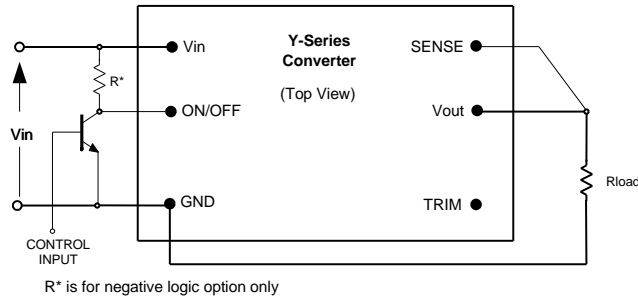 Y-Series
Converter
(Top View)
Vin
SENSE
R*
ON/OFF
Vout
Vin
Rload
GND
TRIM
CONTROL
INPUT
R* is for negative logic option only